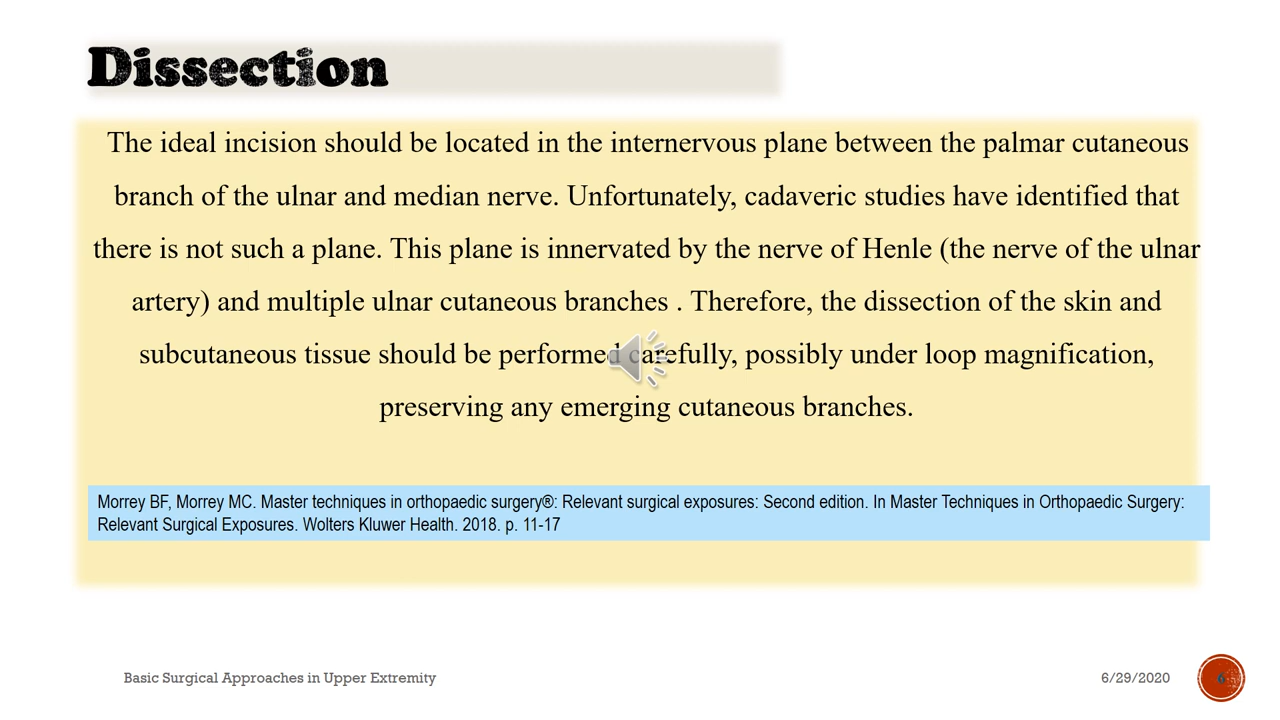 Dissection
The ideal incision should be located in the internervous plane between the palmar cutaneous
branch of the ulnar and median nerve. Unfortunately, cadaveric studies have identified that
there is not such a plane. This plane is innervated by the nerve of Henle (the nerve of the ulnar
artery) and multiple ulnar cutaneous branches . Therefore, the dissection of the skin and
subcutaneous tissue should be performed carefully, possibly under loop magnification,
preserving any emerging cutaneous branches.
Morrey BF, Morrey MC. Master techniques in orthopaedic surgery®: Relevant surgical exposures: Second edition. In Master Techniques in Orthopaedic Surgery:
Relevant Surgical Exposures. Wolters Kluwer Health. 2018. p. 11-17
Basic Surgical Approaches in Upper Extremity
6/29/2020
6